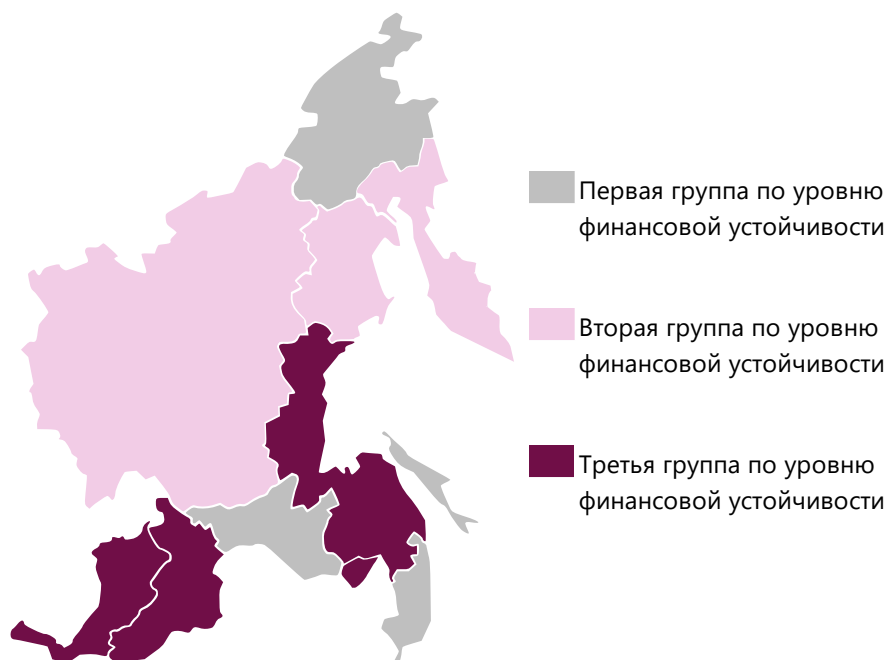 Первая группа по уровню
финансовой устойчивости
Вторая группа по уровню
финансовой устойчивости
Третья группа по уровню
финансовой устойчивости